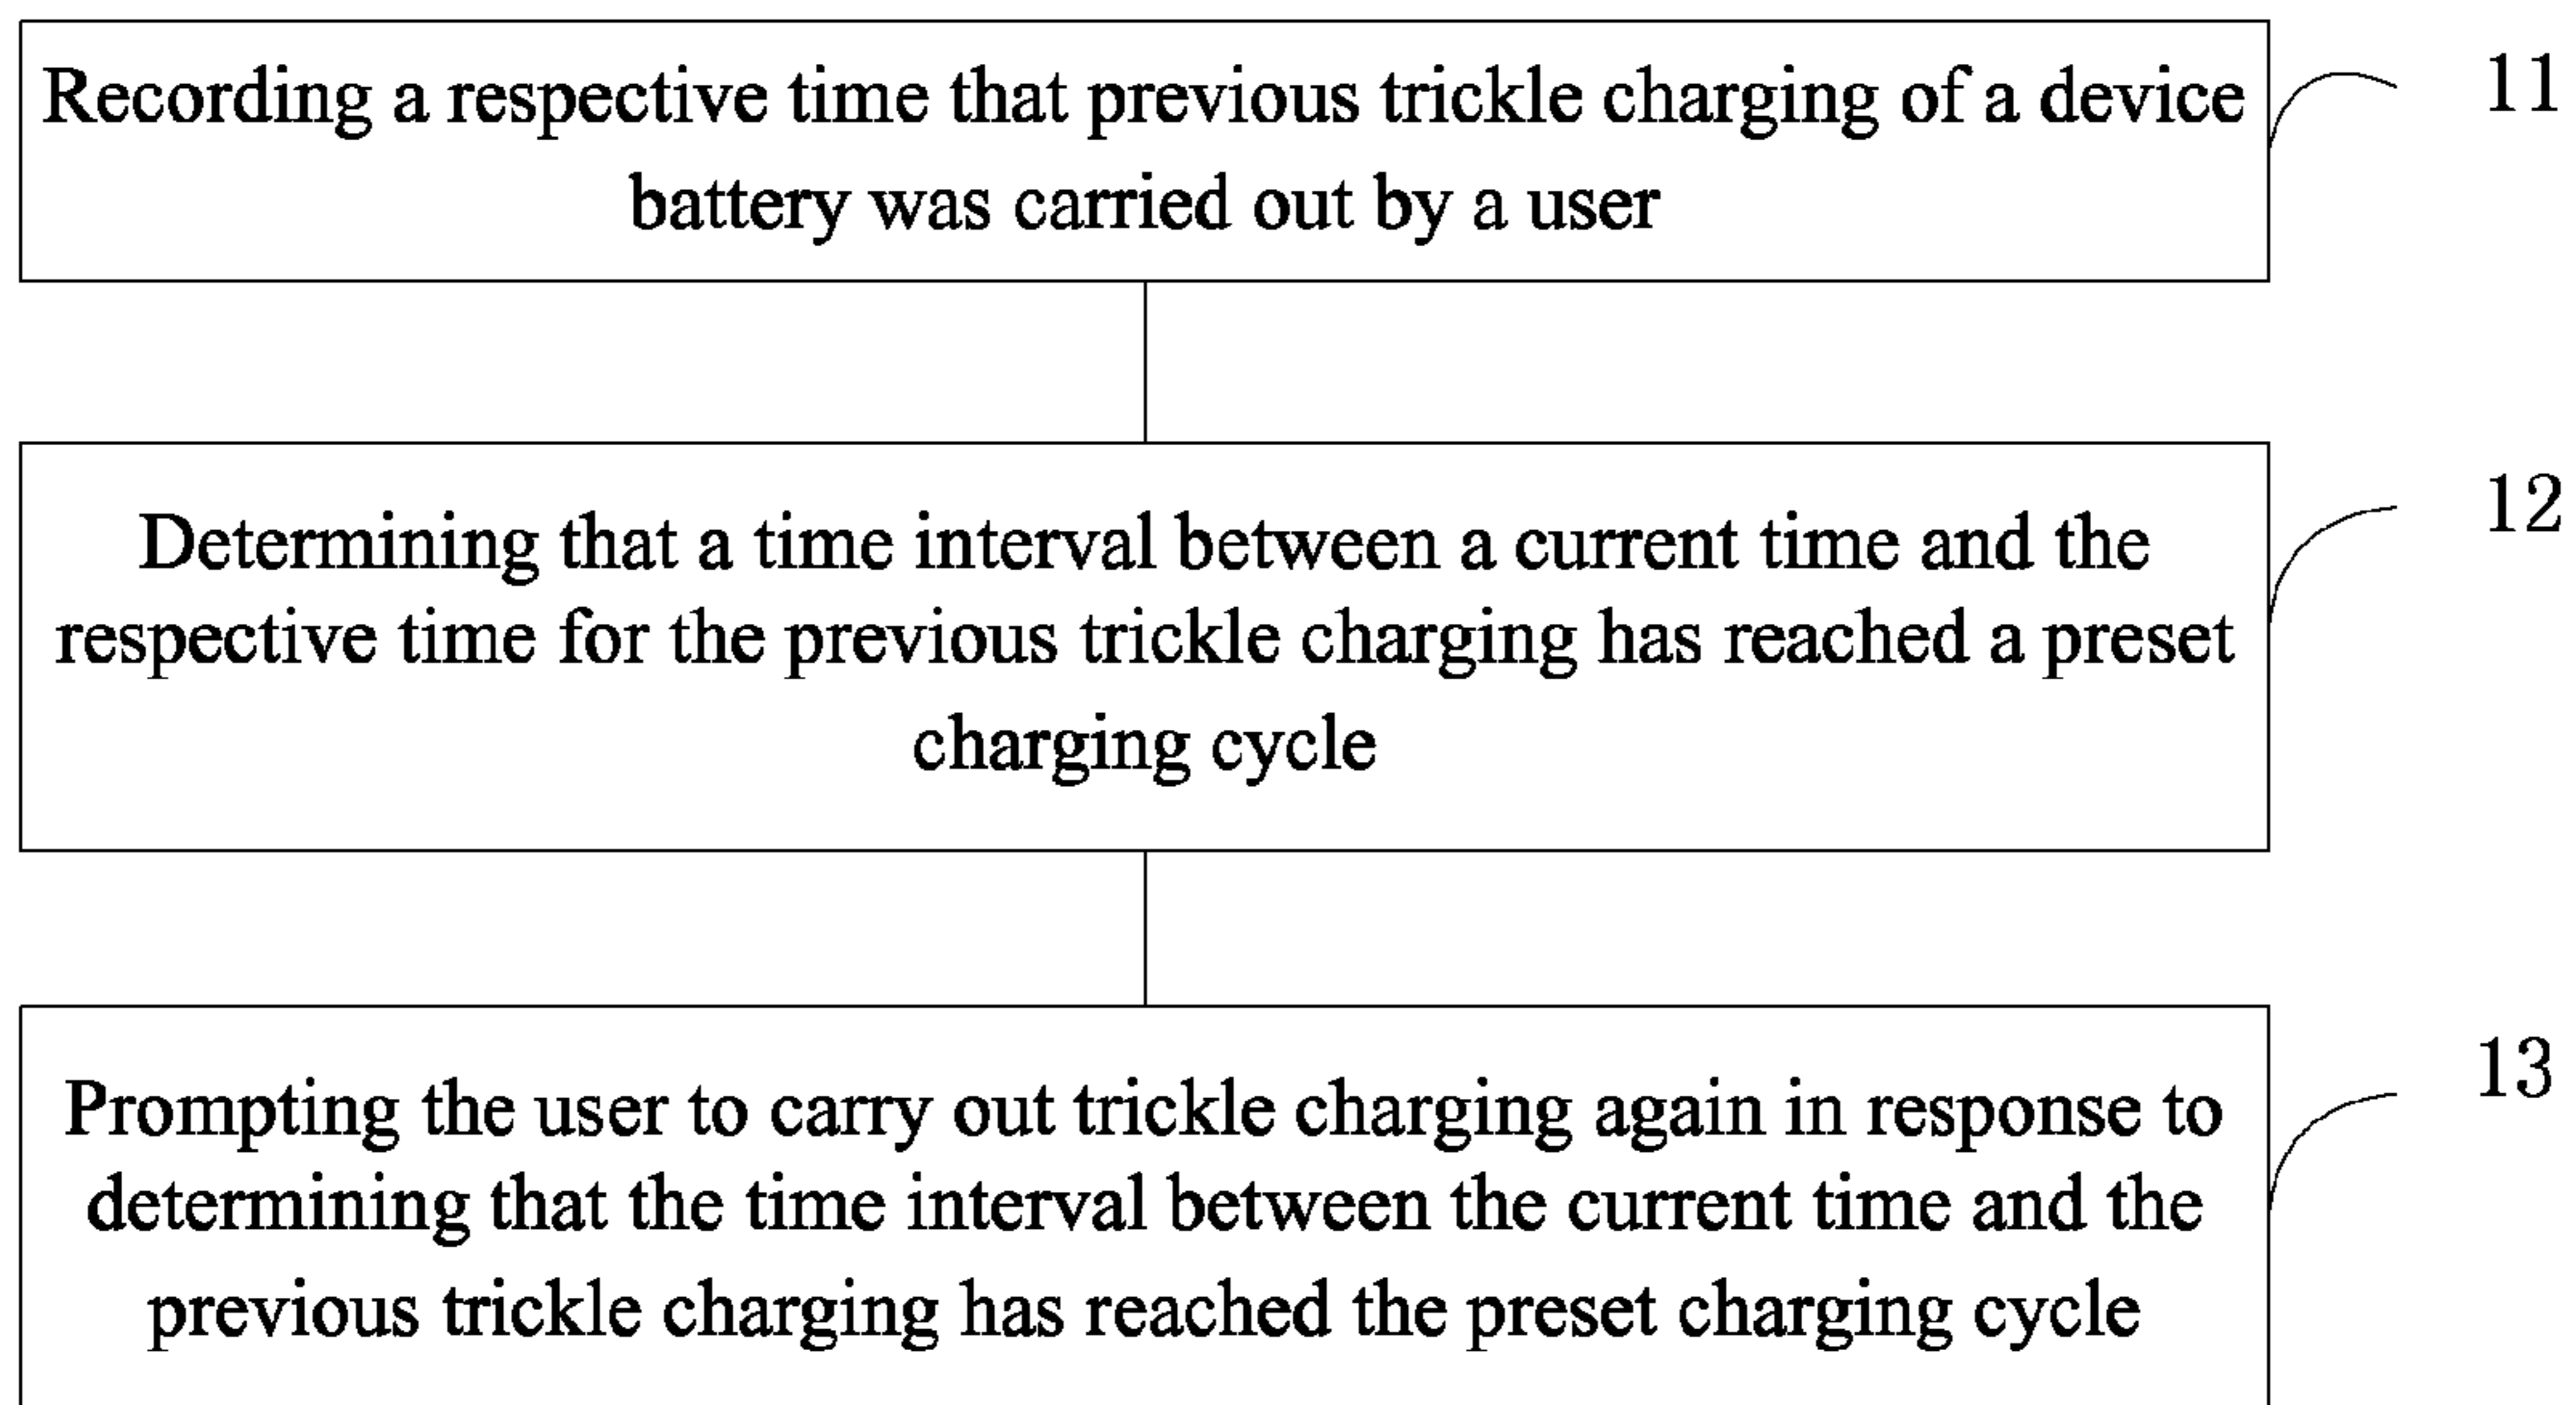 Recording a respective time that previous trickle charging of a device
battery was carried out by a user
11
Determining that a time interval between a current time and the
respective time for the previous trickle charging has reached a preset
charging cycle
12
Prompting the user to carry out trickle charging again in response to
determining that the time interval between the current time and the
previous trickle charging has reached the preset charging cycle
13